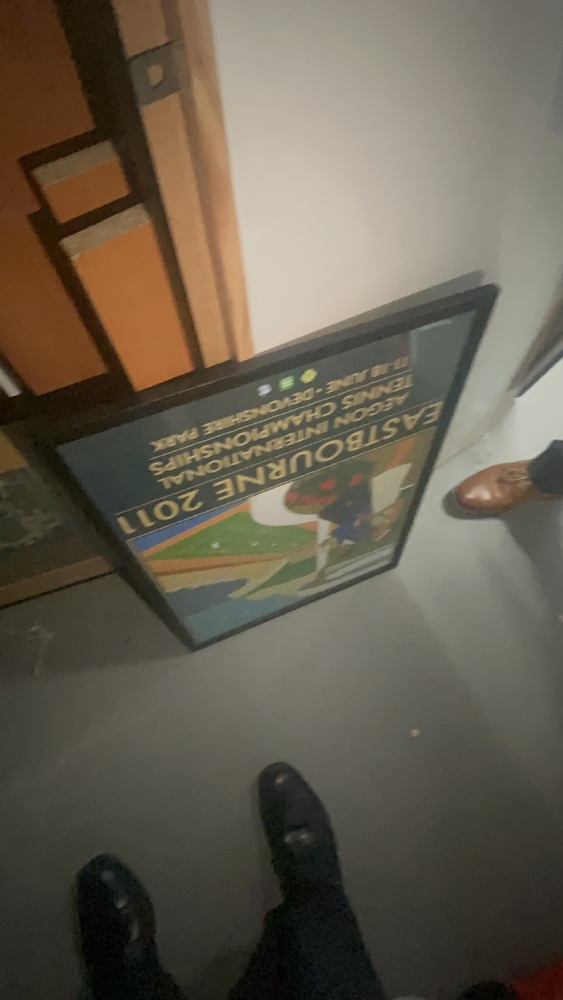 EASTBOURNE 2011
AEGON INTERNATIONAL
TENNIS CHAMPIONSHIPS
11-18 JUNE • DEVONSHIRE PARK